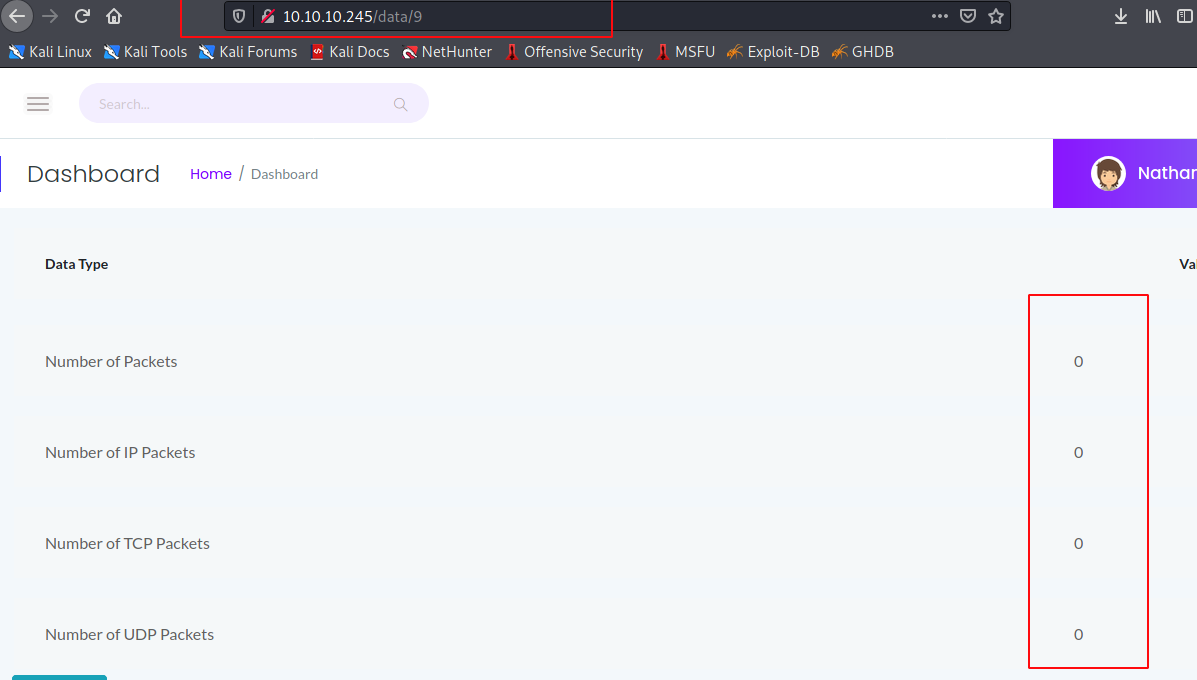 10.10.10.245/data/9
Kali Linux Kali Tools Kali Forums Kali Docs NetHunter Offensive Security MSFU Exploit-DB GHDB
Search...
Dashboard Home / Dashboard Nathan
Data Type Va
Number of Packets 0
Number of IP Packets 0
Number of TCP Packets 0
Number of UDP Packets 0